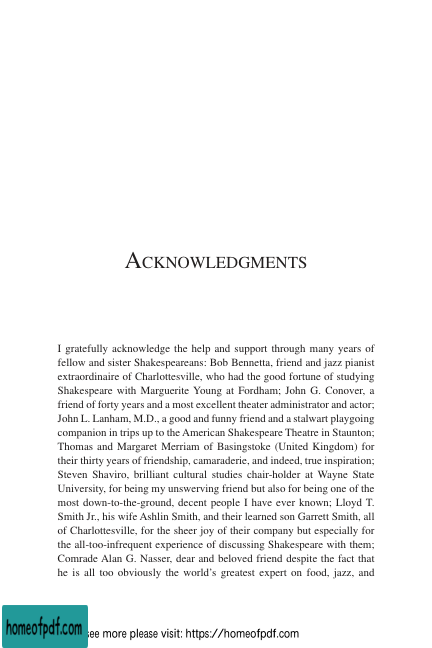 ACKNOWLEDGMENTS
I gratefully acknowledge the help and support through many years of
fellow and sister Shakespeareans: Bob Bennetta, friend and jazz pianist
extraordinaire of Charlottesville, who had the good fortune of studying
Shakespeare with Marguerite Young at Fordham; John G. Conover, a
friend of forty years and a most excellent theater administrator and actor;
John L. Lanham, M.D., a good and funny friend and a stalwart playgoing
companion in trips up to the American Shakespeare Theatre in Staunton;
Thomas and Margaret Merriam of Basingstoke (United Kingdom) for
their thirty years of friendship, camaraderie, and indeed, true inspiration;
Steven Shaviro, brilliant cultural studies chair-holder at Wayne State
University, for being my unswerving friend but also for being one of the
most down-to-the-ground, decent people I have ever known; Lloyd T.
Smith Jr., his wife Ashlin Smith, and their learned son Garrett Smith, all
of Charlottesville, for the sheer joy of their company but especially for
the all-too-infrequent experience of discussing Shakespeare with them;
Comrade Alan G. Nasser, dear and beloved friend despite the fact that
he is all too obviously the world's greatest expert on food, jazz, and
homeofpdf.com see more please visit: https://homeofpdf.com